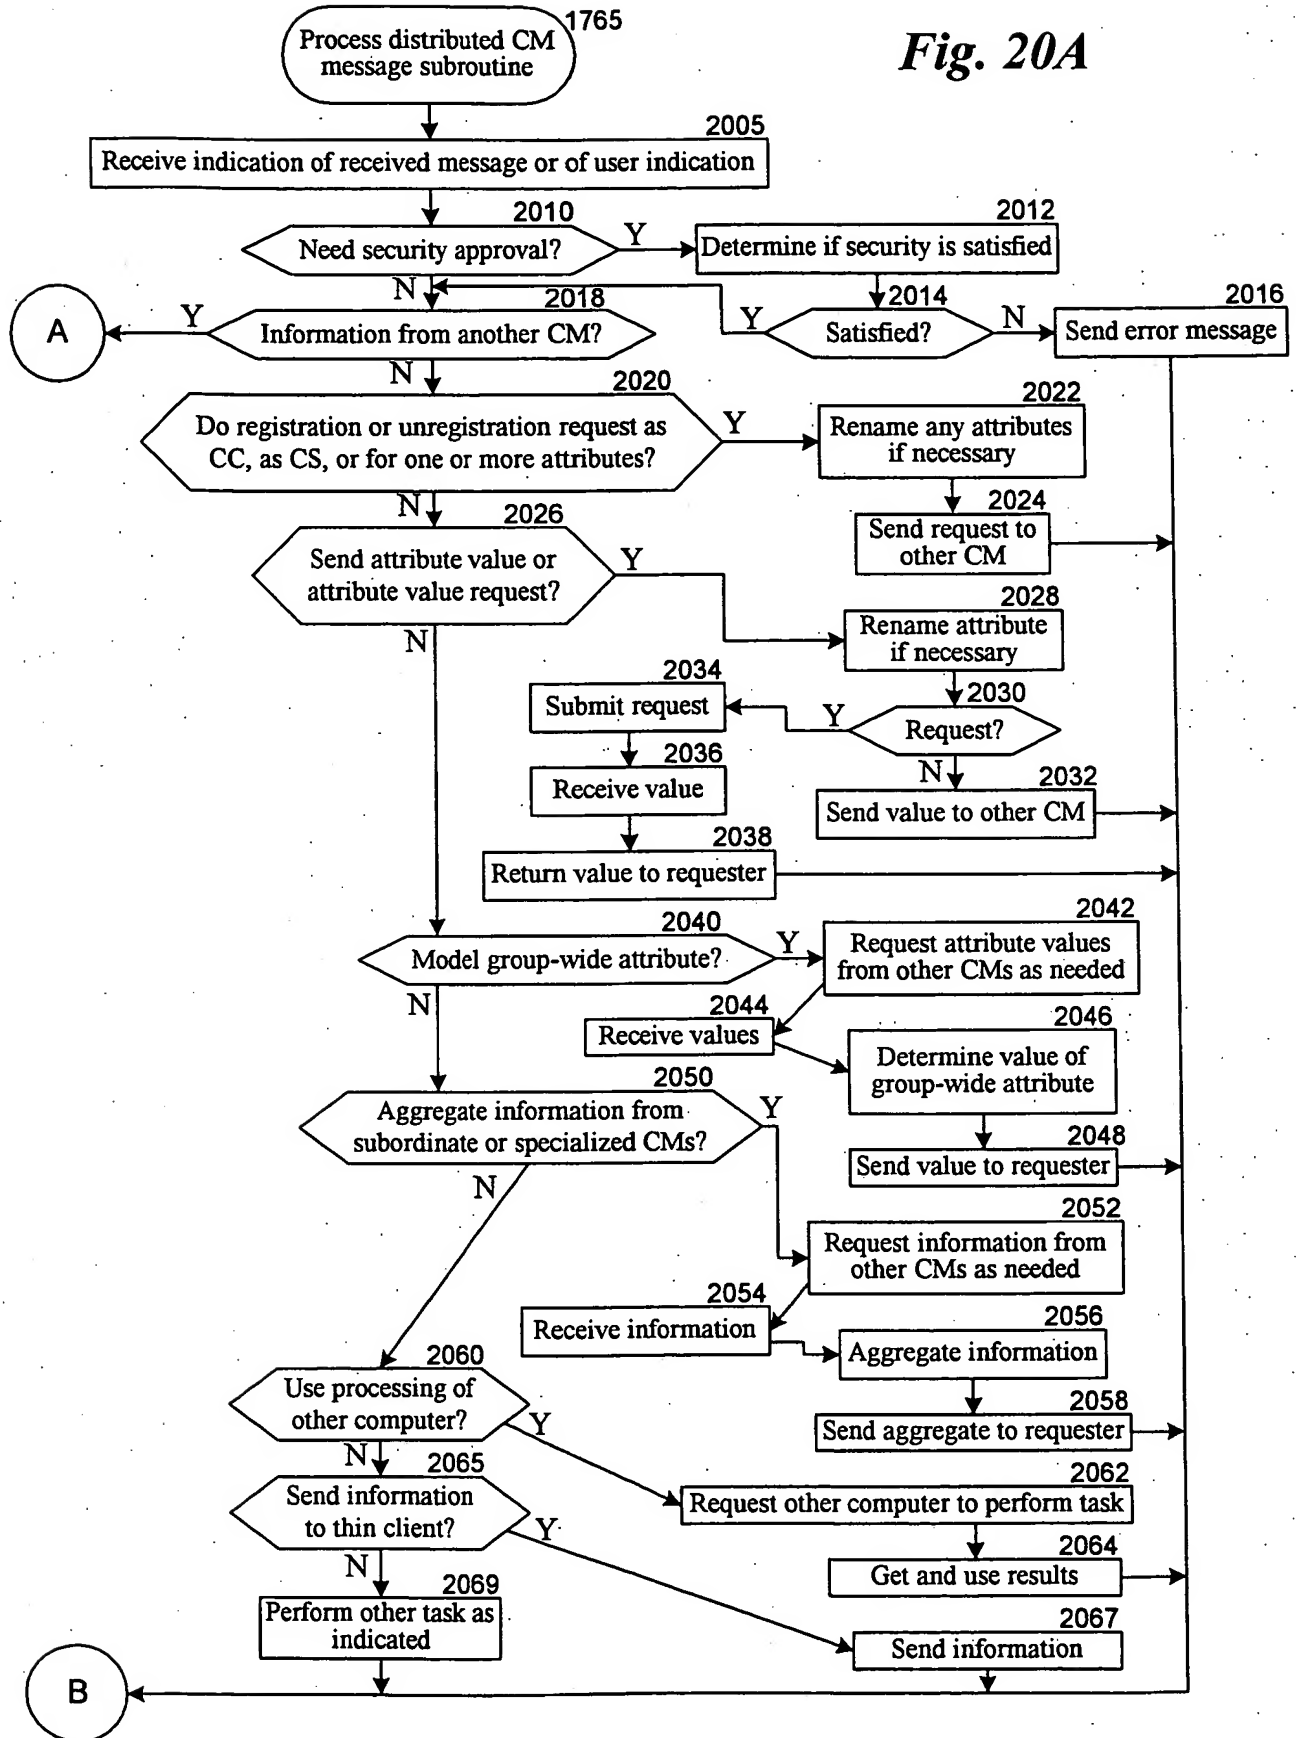 Process distributed CM
message subroutine
1765
Fig. 20A
2005
Receive indication of received message or of user indication
2010
Need security approval?
Y
2012
Determine if security is satisfied
N
2014
Satisfied?
Y
N
2016
Send error message
2018
Information from another CM?
Y
A
N
2020
Do registration or unregistration request as
CC, as CS, or for one or more attributes?
Y
2022
Rename any attributes
if necessary
2024
Send request to
other CM
N
2026
Send attribute value or
attribute value request?
Y
2028
Rename attribute
if necessary
2030
Request?
Y
N
2034
Submit request
2036
Receive value
2032
Send value to other CM
2038
Return value to requester
N
2040
Model group-wide attribute?
Y
2042
Request attribute values
from other CMs as needed
N
2044
Receive values
2046
Determine value of
group-wide attribute
2048
Send value to requester
2050
Aggregate information from
subordinate or specialized CMs?
Y
N
2052
Request information from
other CMs as needed
2054
Receive information
2056
Aggregate information
2058
Send aggregate to requester
2060
Use processing of
other computer?
Y
N
2062
Request other computer to perform task
2064
Get and use results
2065
Send information
to thin client?
Y
N
2067
Send information
2069
Perform other task as
indicated
B